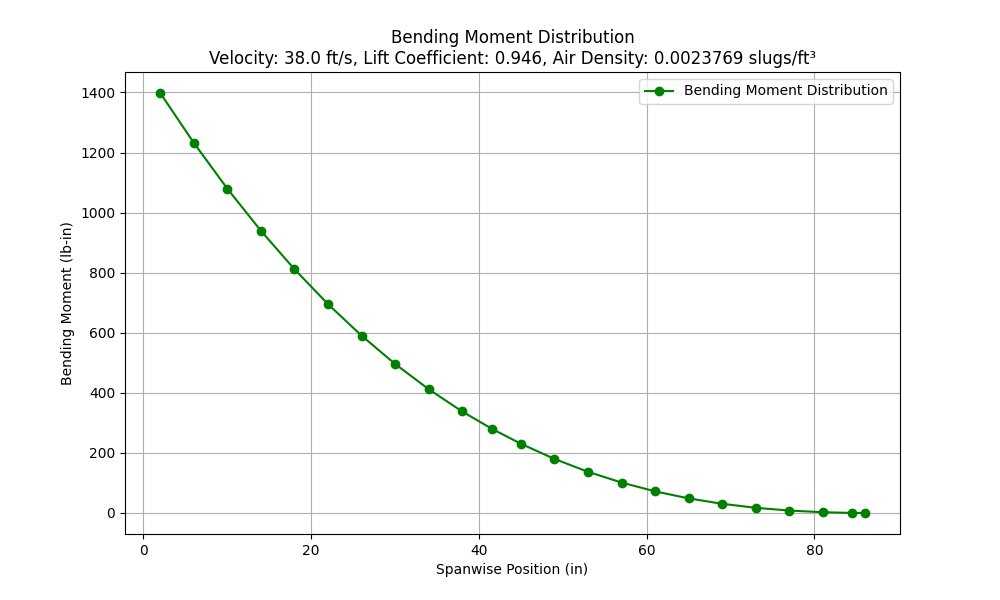 Bending Moment Distribution
Velocity: 38.0 ft/s, Lift Coefficient: 0.946, Air Density: 0.0023769 slugs/ft³
Bending Moment Distribution
1400
1200
1000
800
600
400
200
0
Bending Moment (lb-in)
0 20 40 60 80
Spanwise Position (in)